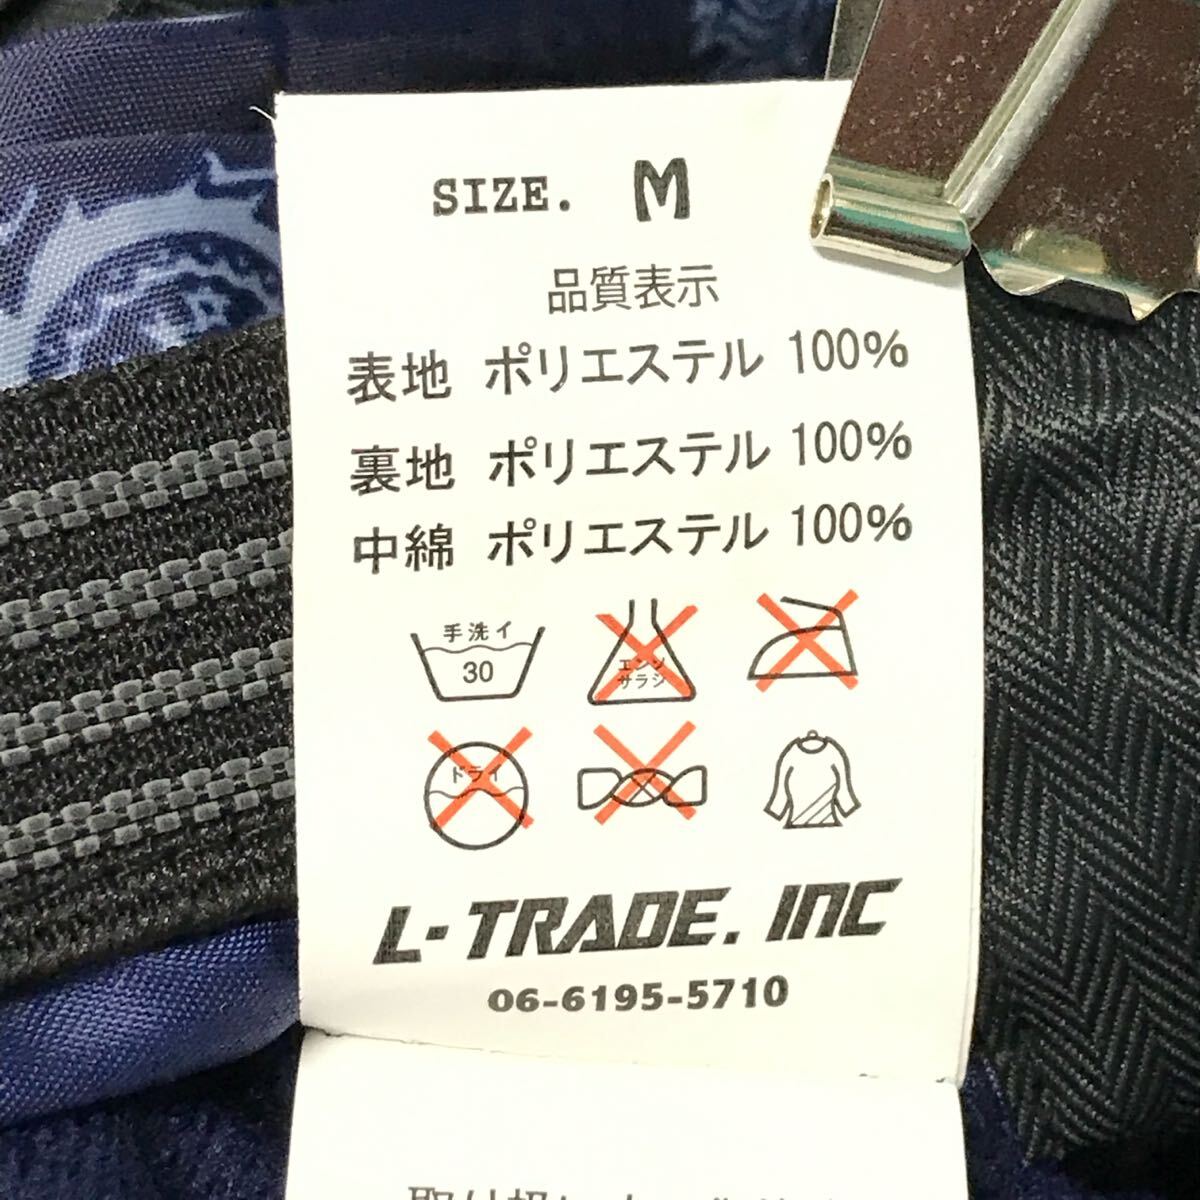 SIZE. M
品質表示
表地 ポリエステル 100%
裏地 ポリエステル 100%
中綿 ポリエステル 100%
手洗イ
30
エンソ
サラシ
ドライ
L-TRADE. INC
06-6195-5710